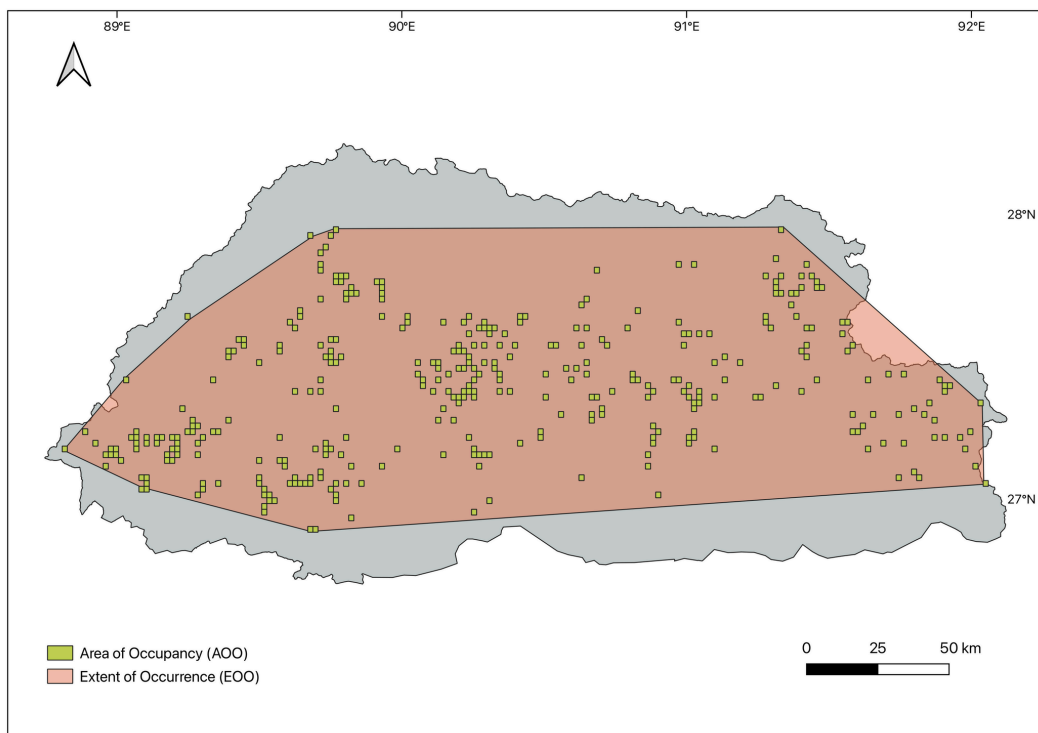 89°E 90°E 91°E 92°E
28°N
27°N
Area of Occupancy (AOO)
Extent of Occurrence (EOO)
0 25 50 km